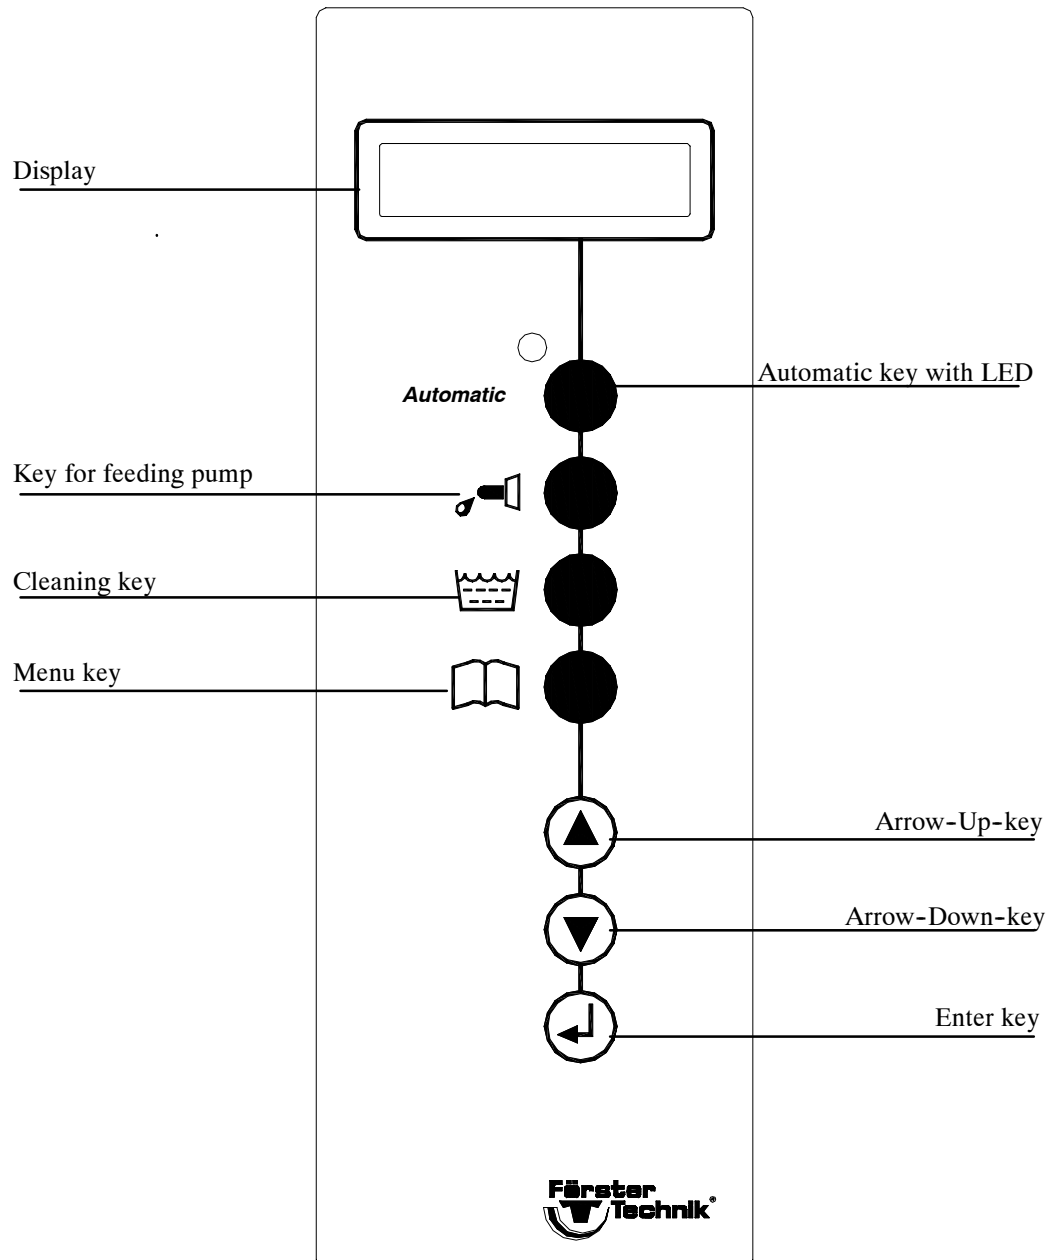 Display
Automatic key with LED
Automatic
Key for feeding pump
Cleaning key
Menu key
Arrow-Up-key
Arrow-Down-key
Enter key
Förster
Technik®